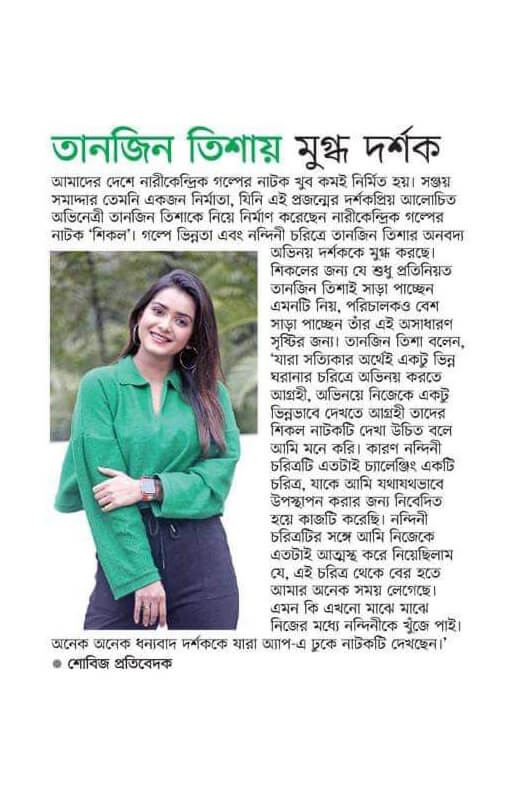 তানজিন তিশায় মুগ্ধ দর্শক
আমাদের দেশে নারীকেন্দ্রিক গল্পের নাটক খুব কমই নির্মিত হয়। সঞ্জয়
সমাদ্দার তেমনি একজন নির্মাতা, যিনি এই প্রজন্মের দর্শকপ্রিয় আলোচিত
অভিনেত্রী তানজিন তিশাকে নিয়ে নির্মাণ করেছেন নারীকেন্দ্রিক গল্পের
নাটক ‘শিকল’। গল্পে ভিন্নতা এবং নন্দিনী চরিত্রে তানজিন তিশার অনবদ্য
অভিনয় দর্শককে মুগ্ধ করছে।
শিকলের জন্য যে শুধু প্রতিনিয়ত
তানজিন তিশাই সাড়া পাচ্ছেন
এমনটি নিয়, পরিচালকও বেশ
সাড়া পাচ্ছেন তাঁর এই অসাধারণ
সৃষ্টির জন্য। তানজিন তিশা বলেন,
‘যারা সত্যিকার অর্থেই একটু ভিন্ন
ঘরানার চরিত্রে অভিনয় করতে
আগ্রহী, অভিনয়ে নিজেকে একটু
ভিন্নভাবে দেখতে আগ্রহী তাদের
শিকল নাটকটি দেখা উচিত বলে
আমি মনে করি। কারণ নন্দিনী
চরিত্রটি এতটাই চ্যালেঞ্জিং একটি
চরিত্র, যাকে আমি যথাযথভাবে
উপস্থাপন করার জন্য নিবেদিত
হয়ে কাজটি করেছি। নন্দিনী
চরিত্রটির সঙ্গে আমি নিজেকে
এতটাই আত্মস্থ করে নিয়েছিলাম
যে, এই চরিত্র থেকে বের হতে
আমার অনেক সময় লেগেছে।
এমন কি এখনো মাঝে মাঝে
নিজের মধ্যে নন্দিনীকে খুঁজে পাই।
অনেক অনেক ধন্যবাদ দর্শককে যারা অ্যাপ-এ ঢুকে নাটকটি দেখছেন।’
● শোবিজ প্রতিবেদক